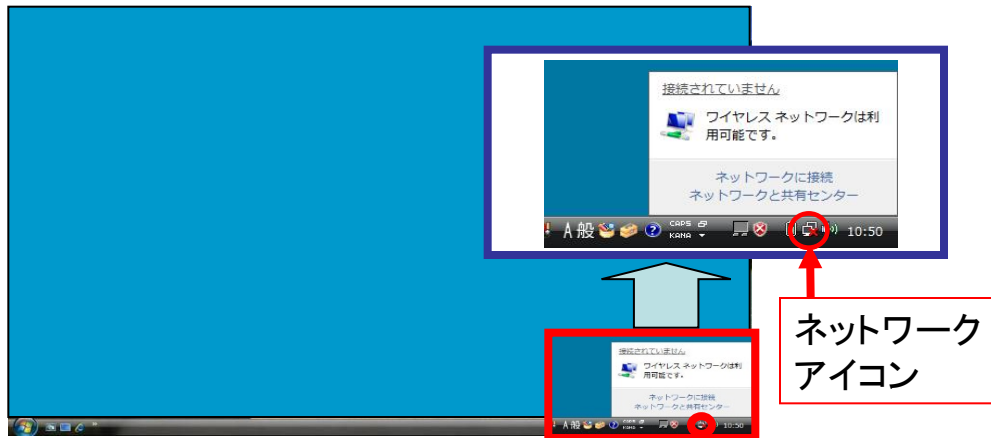 接続されていません
ワイヤレス ネットワークは利
用可能です。
ネットワークに接続
ネットワークと共有センター
A 般 CAPS
KANA
10:50
ネットワーク
アイコン
接続されていません
ワイヤレス ネットワークは利
用可能です。
ネットワークに接続
ネットワークと共有センター
A 般 CAPS
KANA
10:50